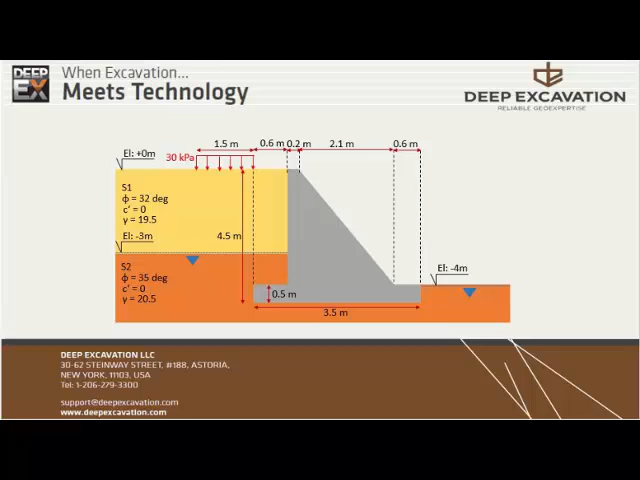 DEEP
EX
When Excavation...
Meets Technology
DEEP EXCAVATION
RELIABLE GEOEXPERTISE
1.5 m
0.6 m
0.2 m
2.1 m
0.6 m
El: +0m
30 kPa
S1
ϕ = 32 deg
c' = 0
γ = 19.5
El: -3m
4.5 m
S2
ϕ = 35 deg
c' = 0
γ = 20.5
El: -4m
0.5 m
3.5 m
DEEP EXCAVATION LLC
30-62 STEINWAY STREET, #188, ASTORIA,
NEW YORK, 11103, USA
Tel: 1-206-279-3300
support@deepexcavation.com
www.deepexcavation.com